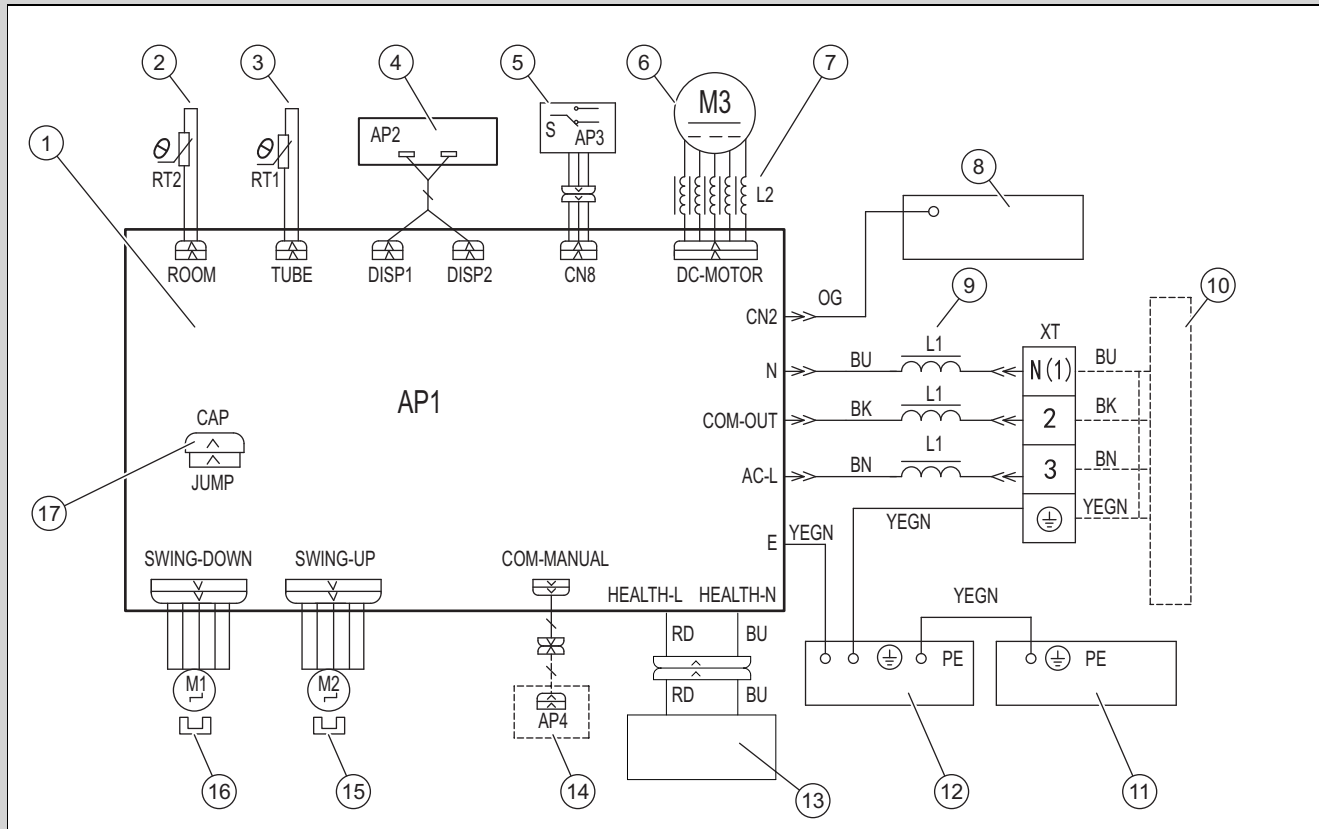 2 3 4 5 6 7
M3
AP2
S AP3
1
RT2 RT1
L2
8
ROOM TUBE DISP1 DISP2 CN8 DC-MOTOR
OG
CN2
9 10
XT
L1
BU
N
N(1)
BU
L1
BK
COM-OUT
2
BK
AP1
CAP
L1
BN
AC-L
3
BN
JUMP
17
YEGN
YEGN
YEGN
E
SWING-DOWN SWING-UP COM-MANUAL
HEALTH-L HEALTH-N
YEGN
RD BU
PE
PE
M1 M2
RD BU
AP4
16 15 14 13 12 11